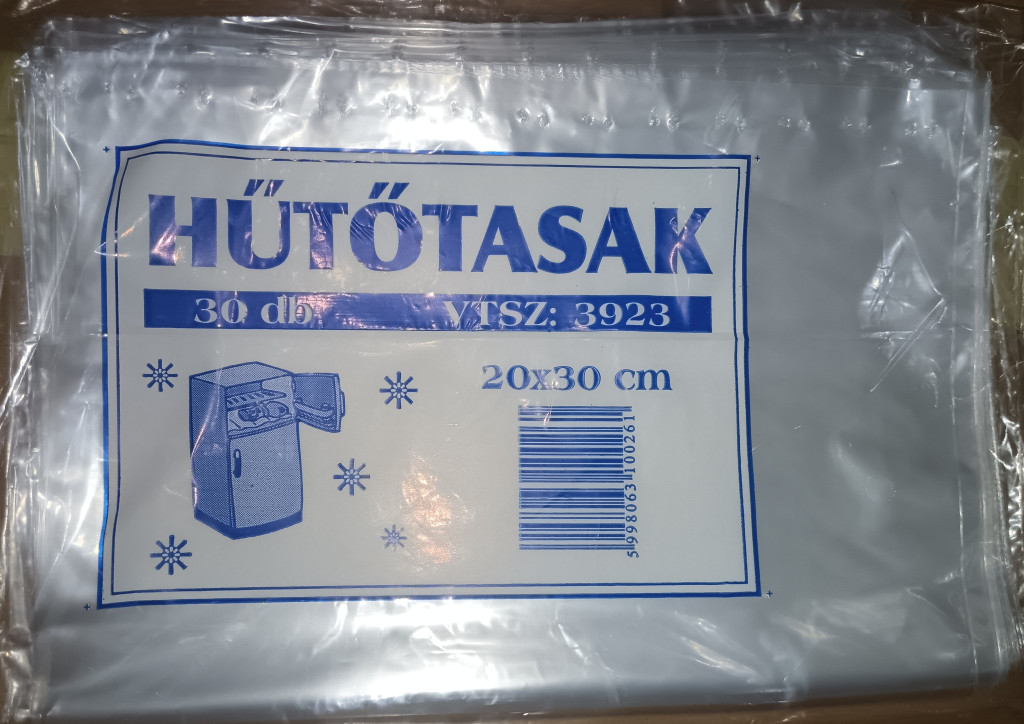 HŰTŐTASAK
30 db VTSZ: 3923
20x30 cm
5998063100261